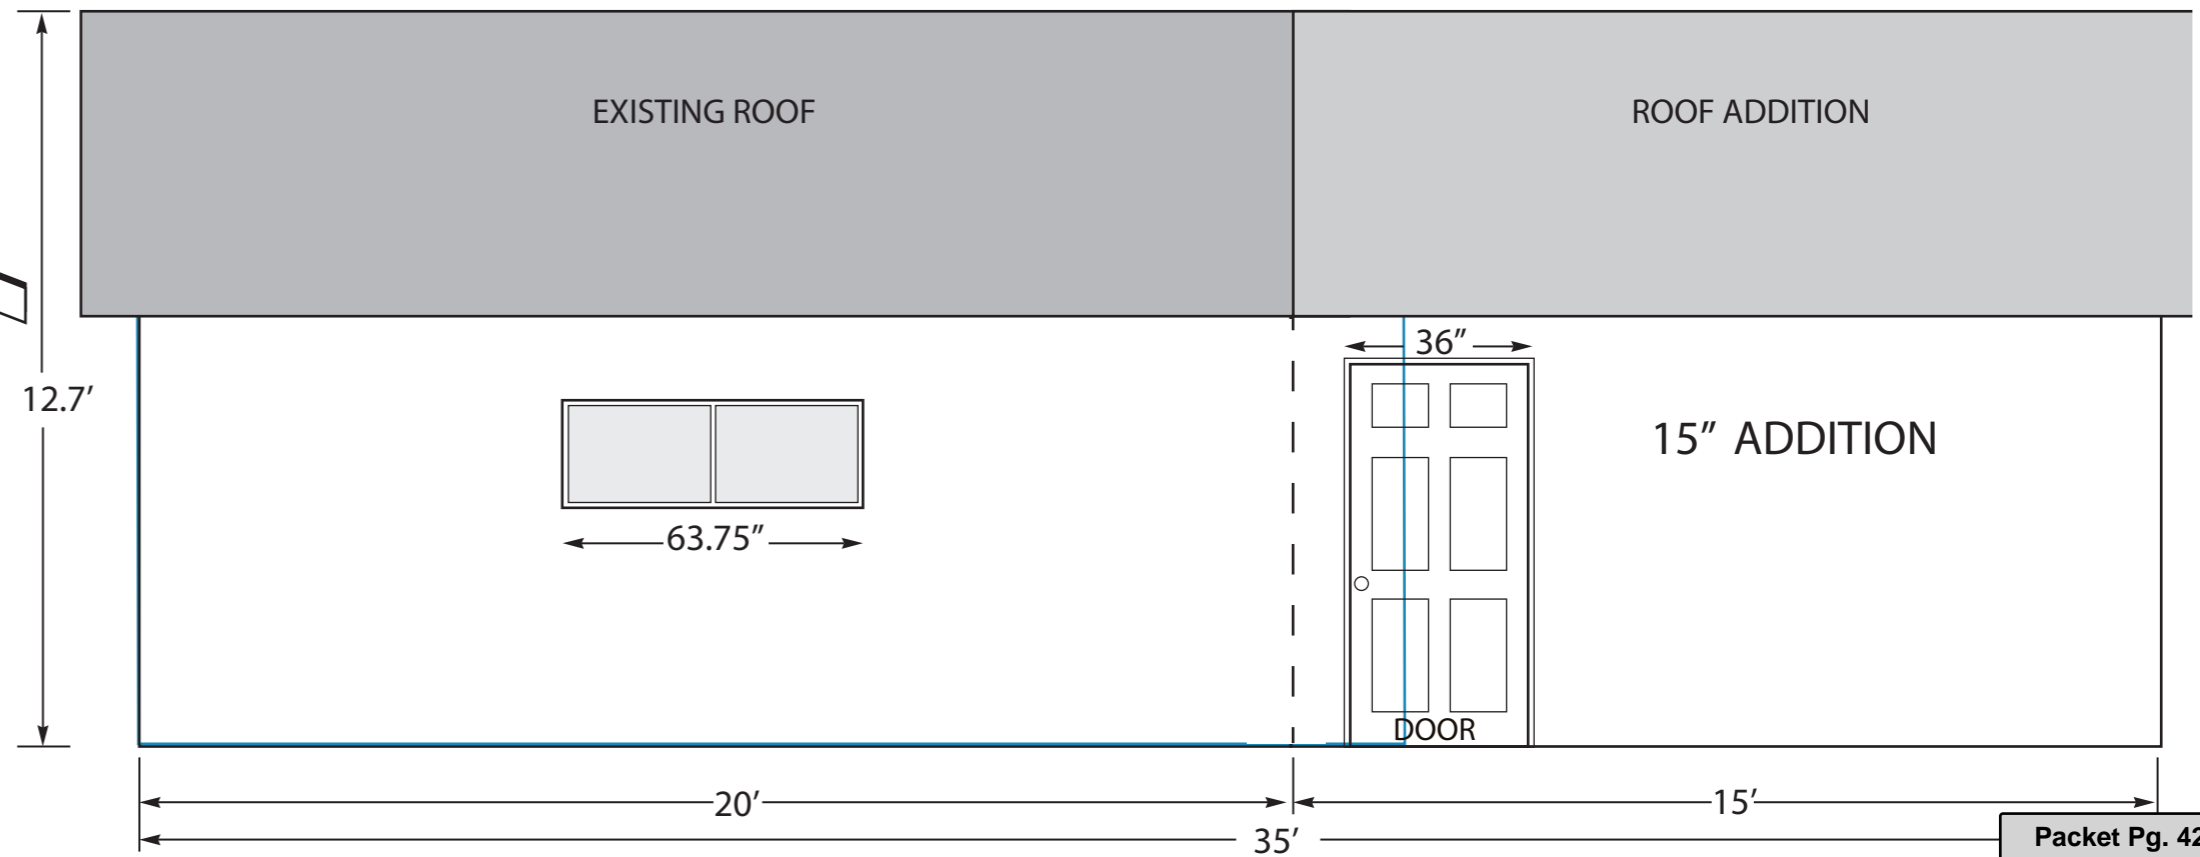 EXISTING ROOF
ROOF ADDITION
36″
12.7′
15″ ADDITION
63.75″
DOOR
20′
15′
35′
Packet Pg. 42